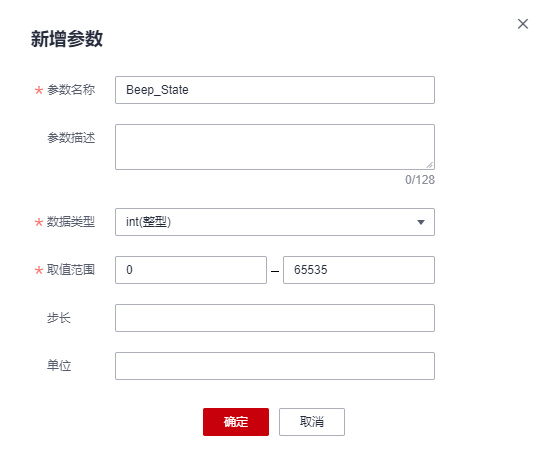 新增参数
* 参数名称 Beep_State
参数描述
0/128
* 数据类型 int(整型)
* 取值范围 0 – 65535
步长
单位
确定 取消